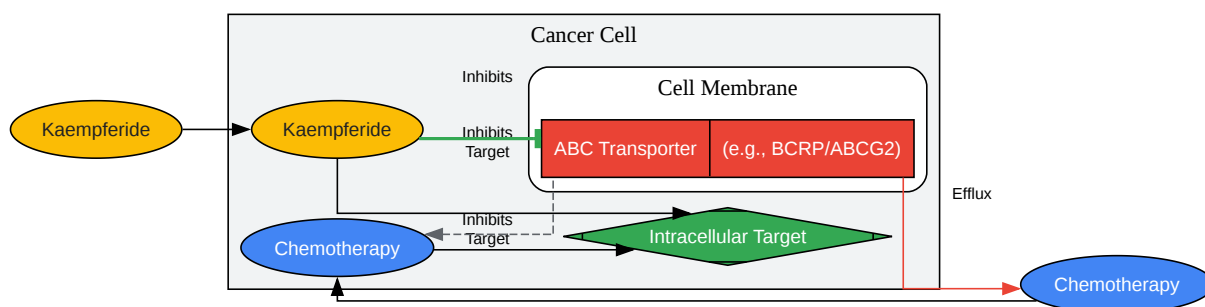 Cancer Cell
Inhibits
Cell Membrane
Kaempferide
Kaempferide
Inhibits
Target
ABC Transporter
(e.g., BCRP/ABCG2)
Efflux
Inhibits
Target
Chemotherapy
Intracellular Target
Chemotherapy